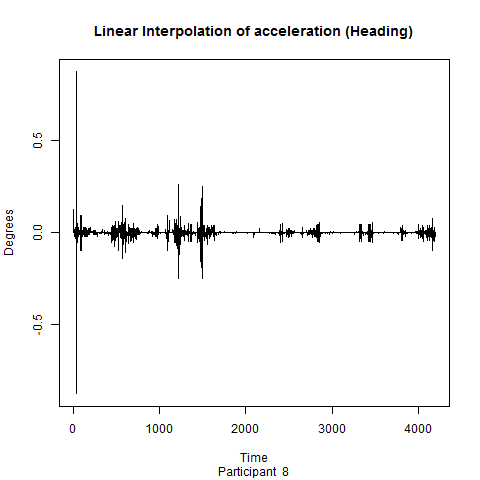 Linear Interpolation of acceleration (Heading)
Degrees
0.5
0.0
-0.5
0 1000 2000 3000 4000
Time
Participant 8